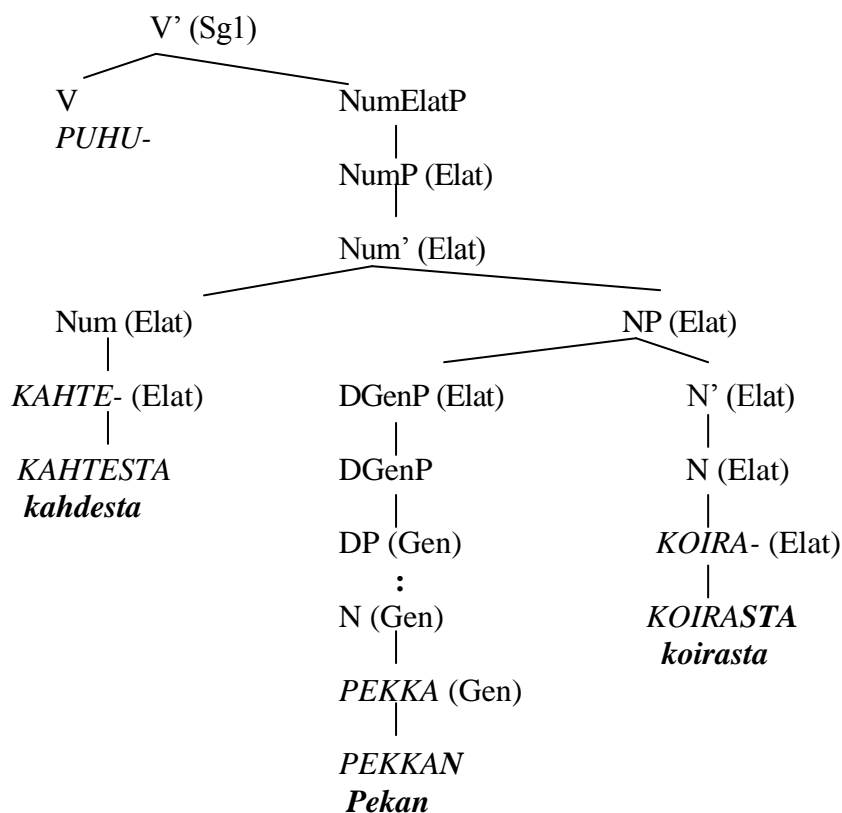 V’ (Sg1)
V NumElatP
PUHU-
NumP (Elat)
Num’ (Elat)
Num (Elat) NP (Elat)
KAHTE- (Elat) DGenP (Elat) N’ (Elat)
KAHTESTA DGenP N (Elat)
kahdesta
DP (Gen) KOIRA- (Elat)
:
N (Gen) KOIRASTA
koirasta
PEKKA (Gen)
PEKKAN
Pekan